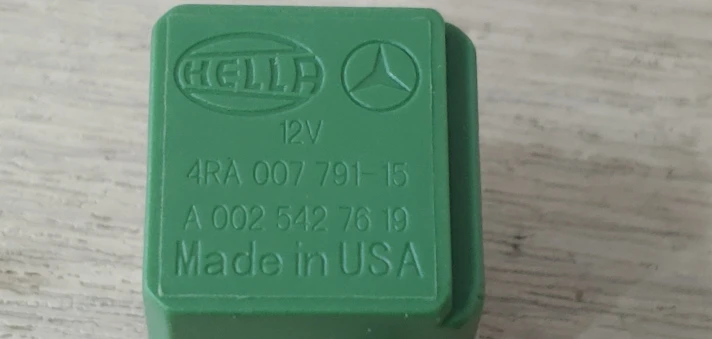 HELLA
12V
4RA 007 791-15
A 002 542 76 19
Made in USA